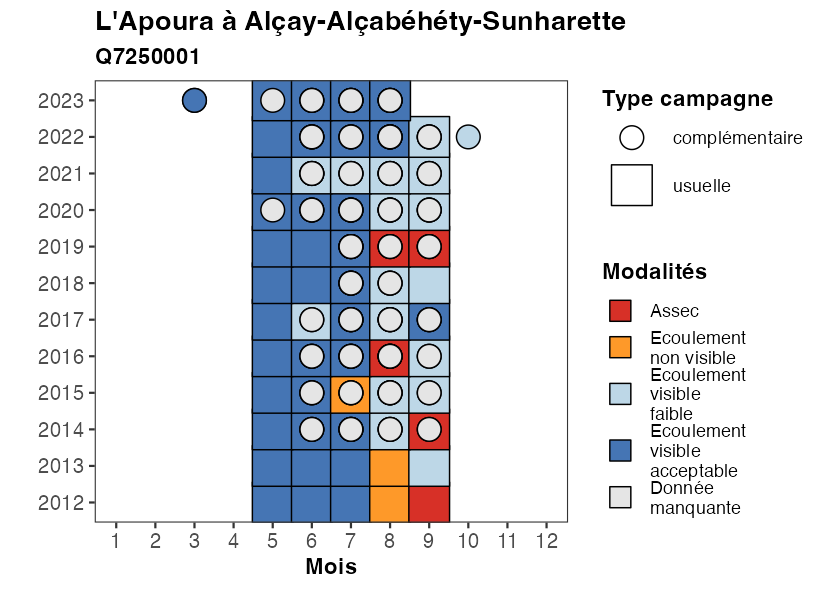 L'Apoura à Alçay-Alçabéhéty-Sunharette
Q7250001
2023
2022
2021
2020
2019
2018
2017
2016
2015
2014
2013
2012
1 2 3 4 5 6 7 8 9 10 11 12
Mois
Type campagne
complémentaire
usuelle
Modalités
Assec
Ecoulement
non visible
Ecoulement
visible
faible
Ecoulement
visible
acceptable
Donnée
manquante